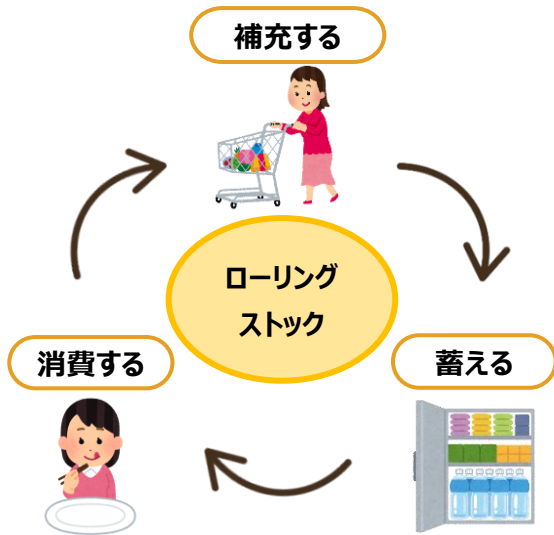 補充する
ローリング
ストック
消費する
蓄える